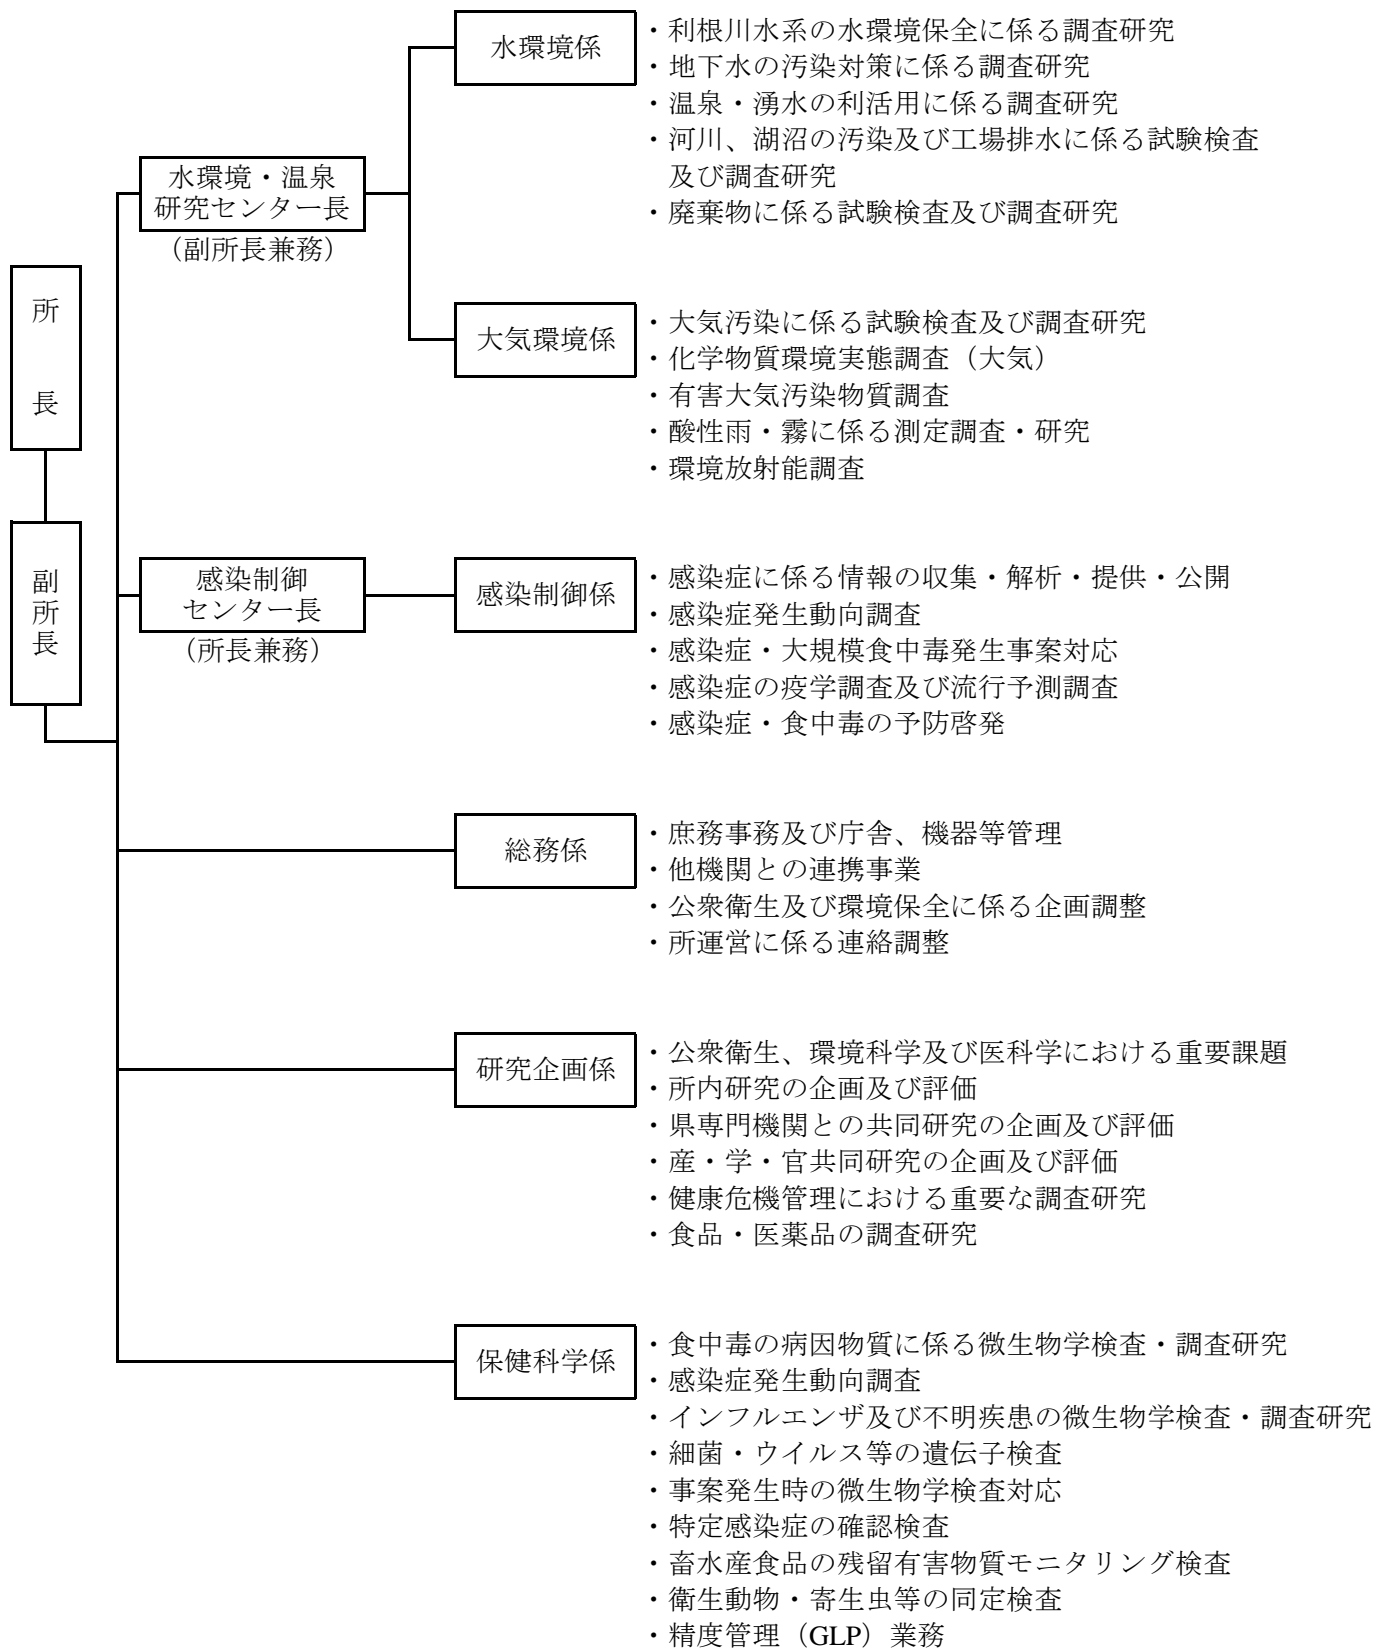 所長
副所長
水環境・温泉
研究センター長
（副所長兼務）
水環境係
・利根川水系の水環境保全に係る調査研究
・地下水の汚染対策に係る調査研究
・温泉・湧水の利活用に係る調査研究
・河川、湖沼の汚染及び工場排水に係る試験検査
及び調査研究
・廃棄物に係る試験検査及び調査研究
大気環境係
・大気汚染に係る試験検査及び調査研究
・化学物質環境実態調査（大気）
・有害大気汚染物質調査
・酸性雨・霧に係る測定調査・研究
・環境放射能調査
感染制御
センター長
（所長兼務）
感染制御係
・感染症に係る情報の収集・解析・提供・公開
・感染症発生動向調査
・感染症・大規模食中毒発生事案対応
・感染症の疫学調査及び流行予測調査
・感染症・食中毒の予防啓発
総務係
・庶務事務及び庁舎、機器等管理
・他機関との連携事業
・公衆衛生及び環境保全に係る企画調整
・所運営に係る連絡調整
研究企画係
・公衆衛生、環境科学及び医科学における重要課題
・所内研究の企画及び評価
・県専門機関との共同研究の企画及び評価
・産・学・官共同研究の企画及び評価
・健康危機管理における重要な調査研究
・食品・医薬品の調査研究
保健科学係
・食中毒の病因物質に係る微生物学検査・調査研究
・感染症発生動向調査
・インフルエンザ及び不明疾患の微生物学検査・調査研究
・細菌・ウイルス等の遺伝子検査
・事案発生時の微生物学検査対応
・特定感染症の確認検査
・畜水産食品の残留有害物質モニタリング検査
・衛生動物・寄生虫等の同定検査
・精度管理（GLP）業務